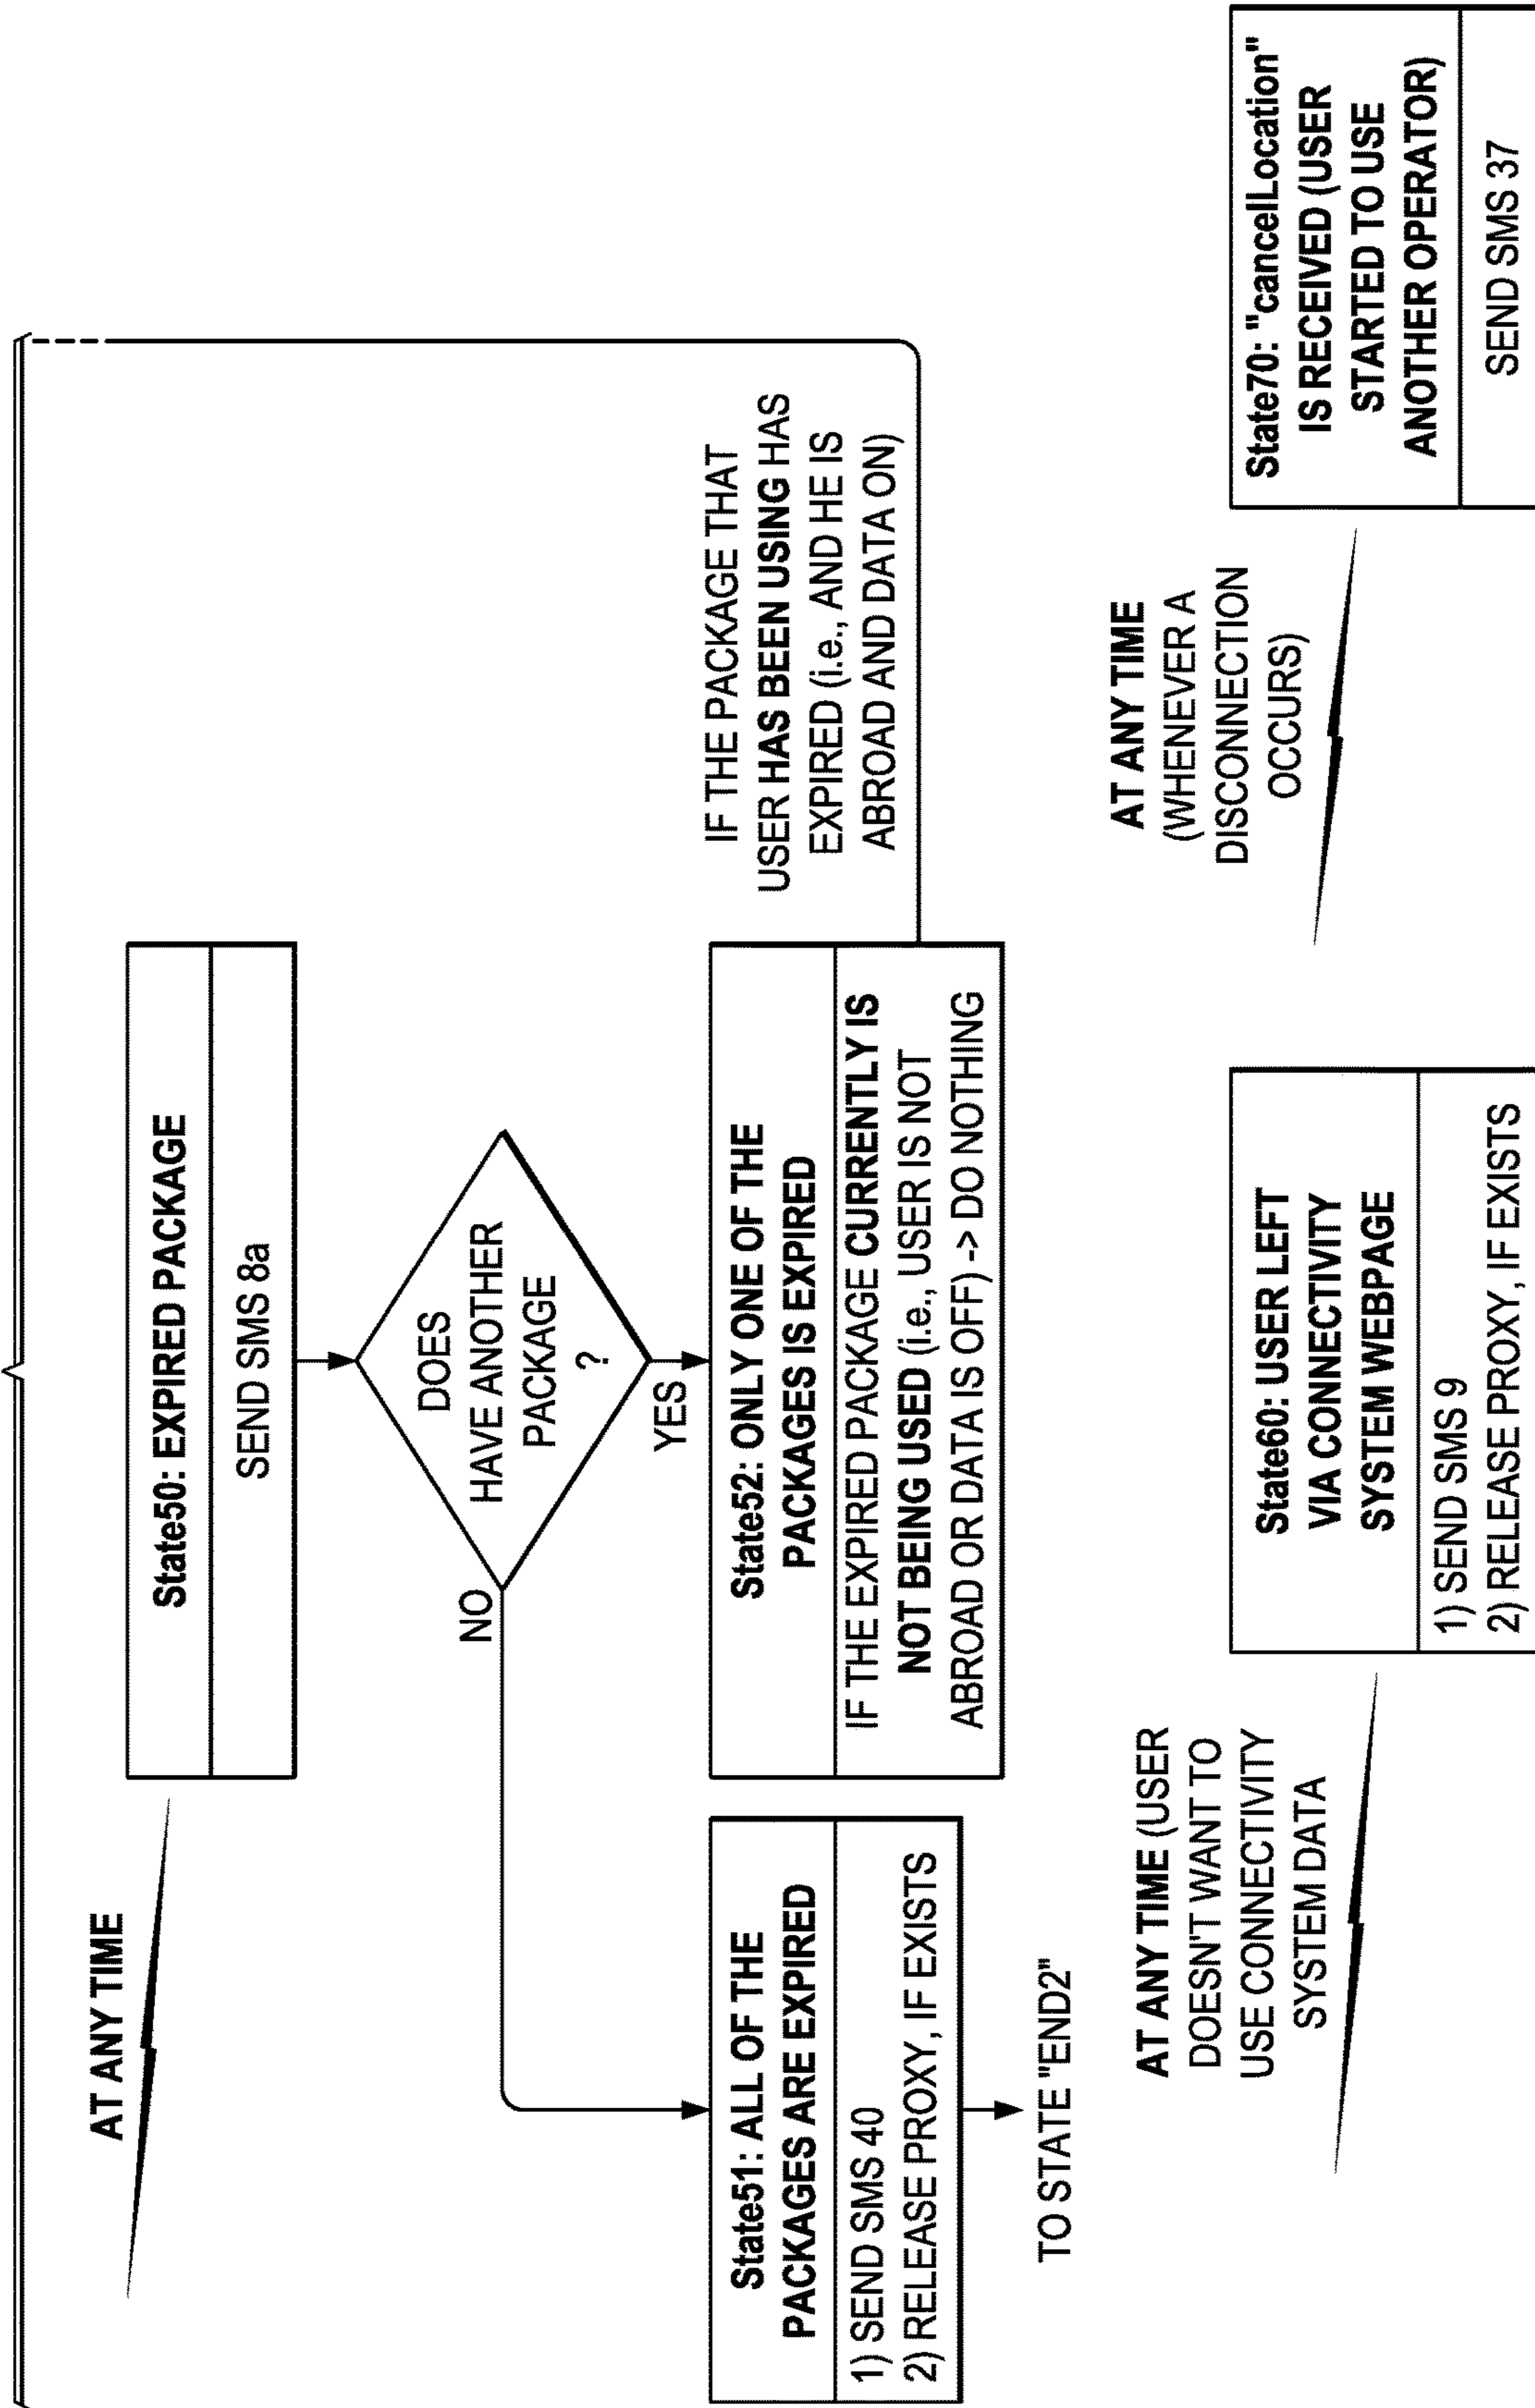 AT ANY TIME
State50: EXPIRED PACKAGE
SEND SMS 8a
DOES
HAVE ANOTHER
PACKAGE
?
NO
YES
State51: ALL OF THE
PACKAGES ARE EXPIRED
1) SEND SMS 40
2) RELEASE PROXY, IF EXISTS
TO STATE "END2"
State52: ONLY ONE OF THE
PACKAGES IS EXPIRED
IF THE EXPIRED PACKAGE CURRENTLY IS
NOT BEING USED (i.e., USER IS NOT
ABROAD OR DATA IS OFF) -> DO NOTHING
IF THE PACKAGE THAT
USER HAS BEEN USING HAS
EXPIRED (i.e., AND HE IS
ABROAD AND DATA ON)
AT ANY TIME (USER
DOESN'T WANT TO
USE CONNECTIVITY
SYSTEM DATA
State60: USER LEFT
VIA CONNECTIVITY
SYSTEM WEBPAGE
1) SEND SMS 9
2) RELEASE PROXY, IF EXISTS
AT ANY TIME
(WHENEVER A
DISCONNECTION
OCCURS)
State70: "cancelLocation"
IS RECEIVED (USER
STARTED TO USE
ANOTHER OPERATOR)
SEND SMS 37